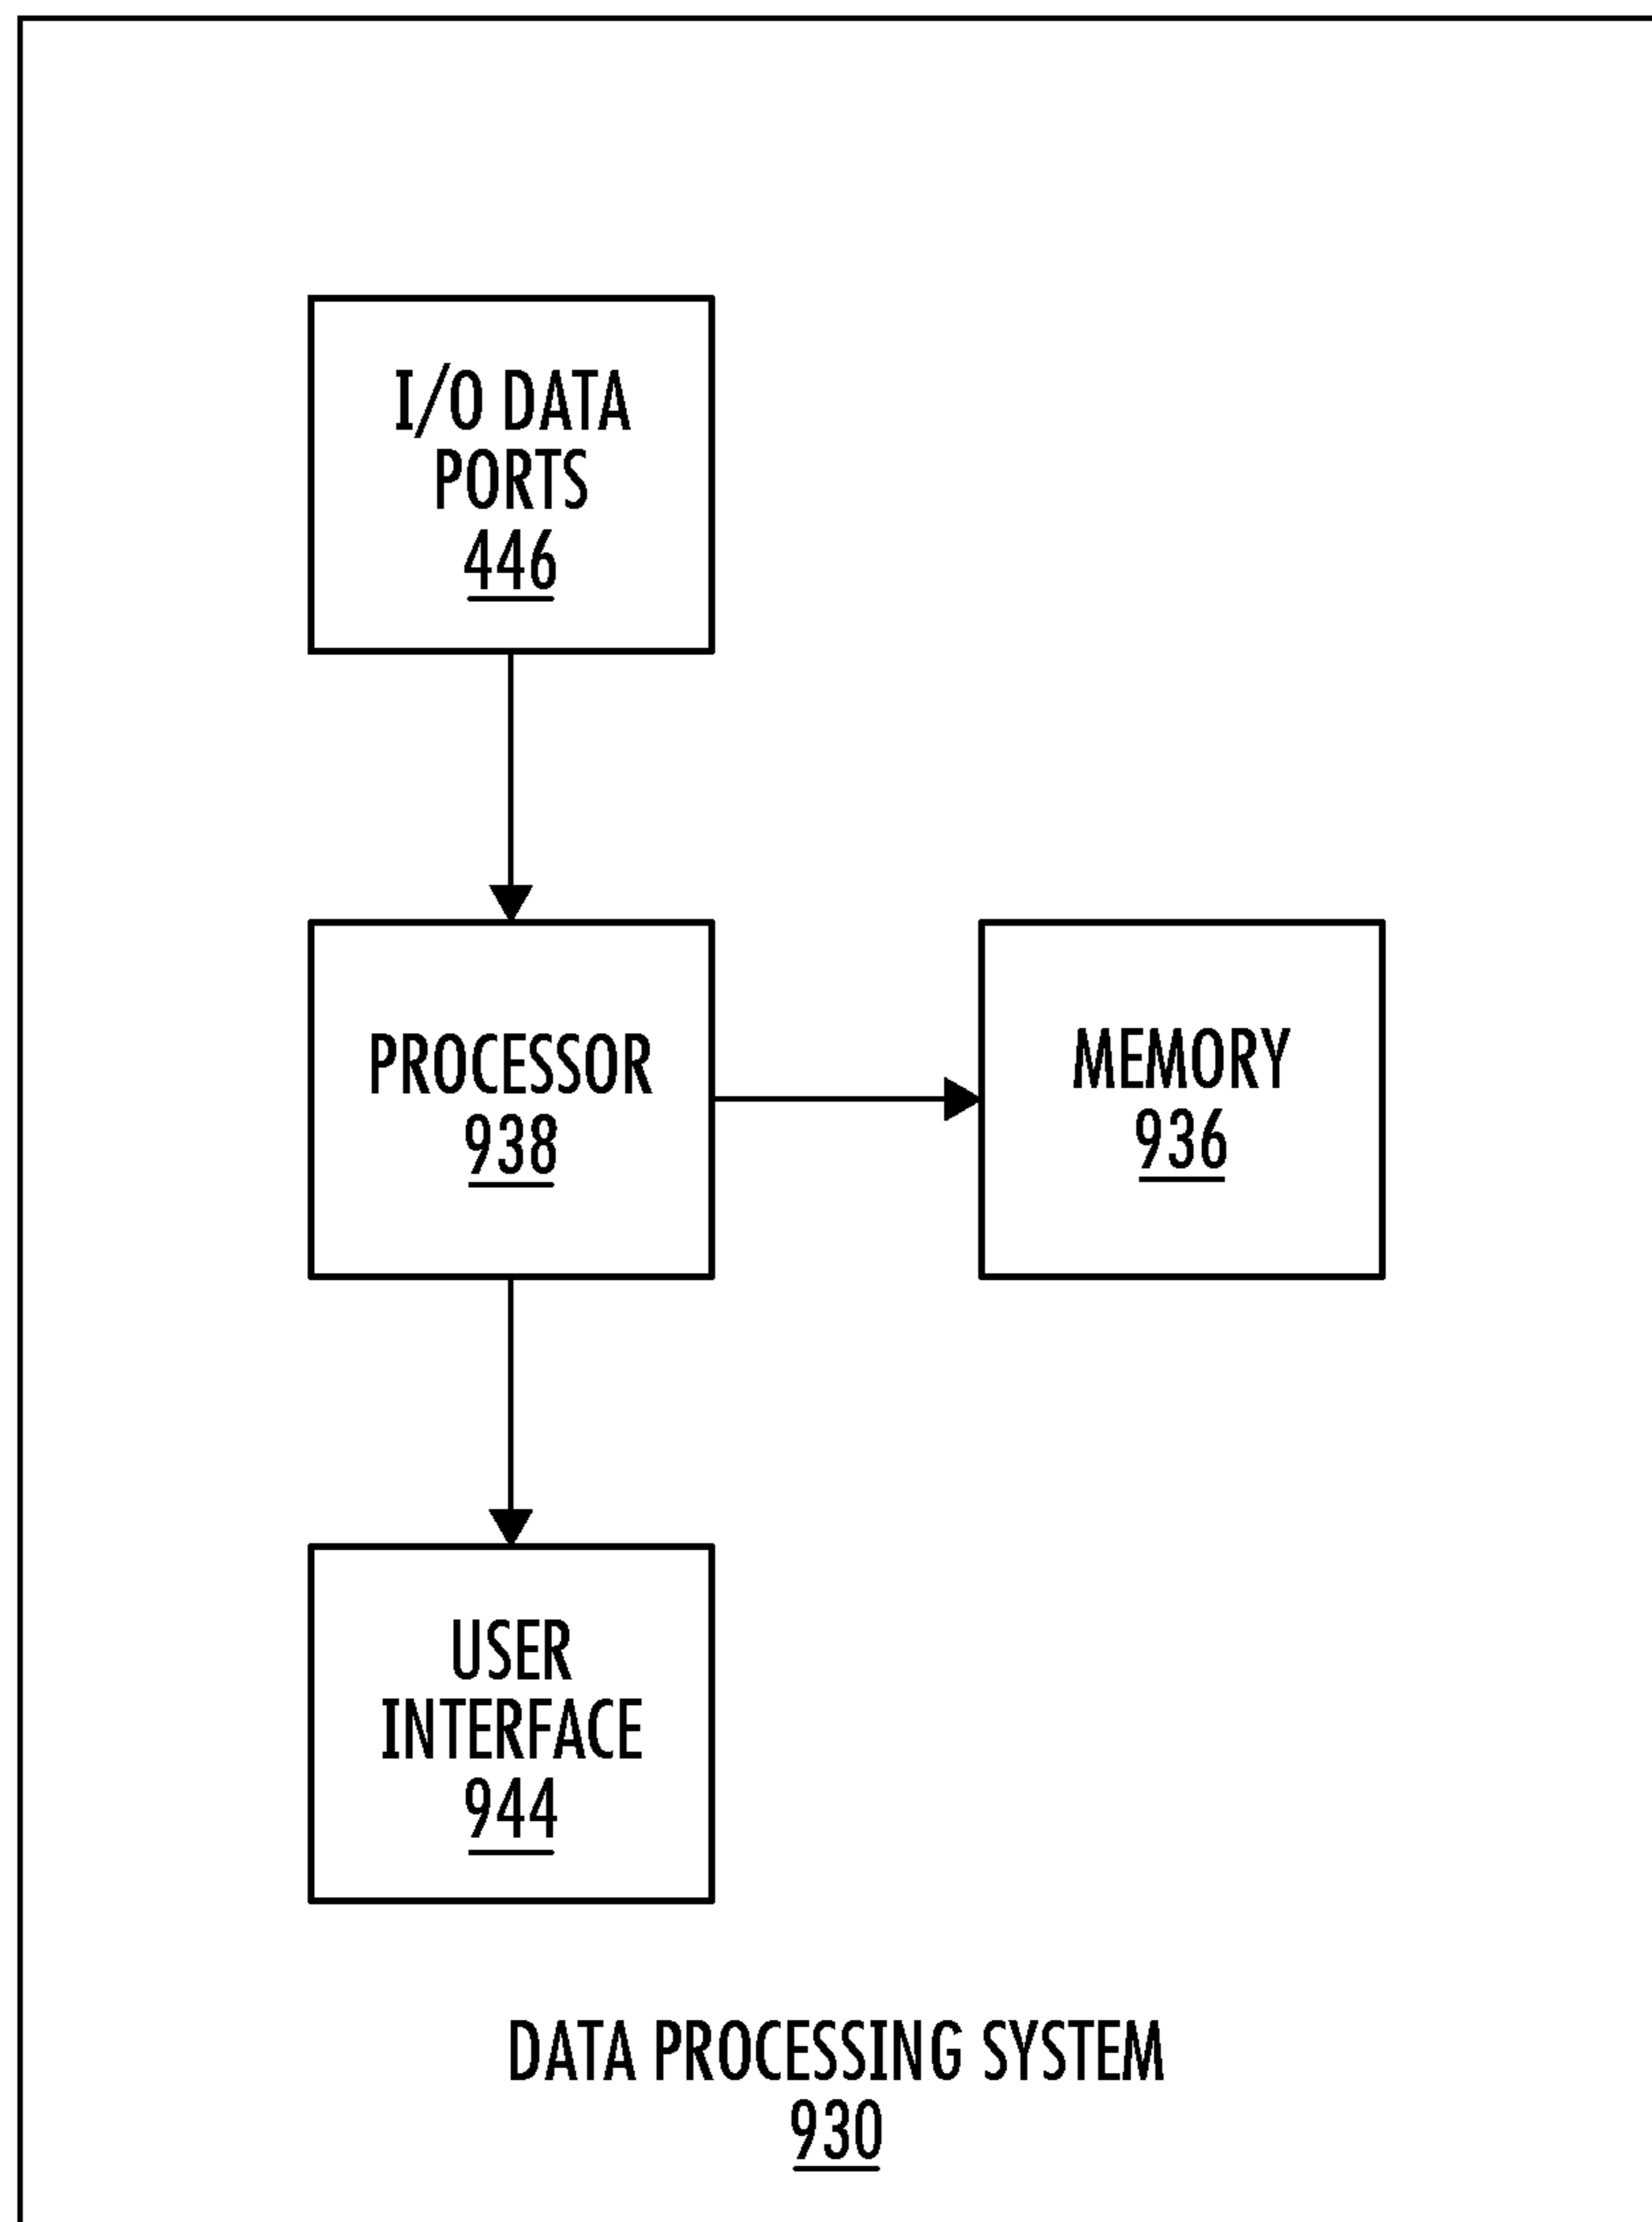 I/O DATA
PORTS
446
PROCESSOR
938
MEMORY
936
USER
INTERFACE
944
DATA PROCESSING SYSTEM
930